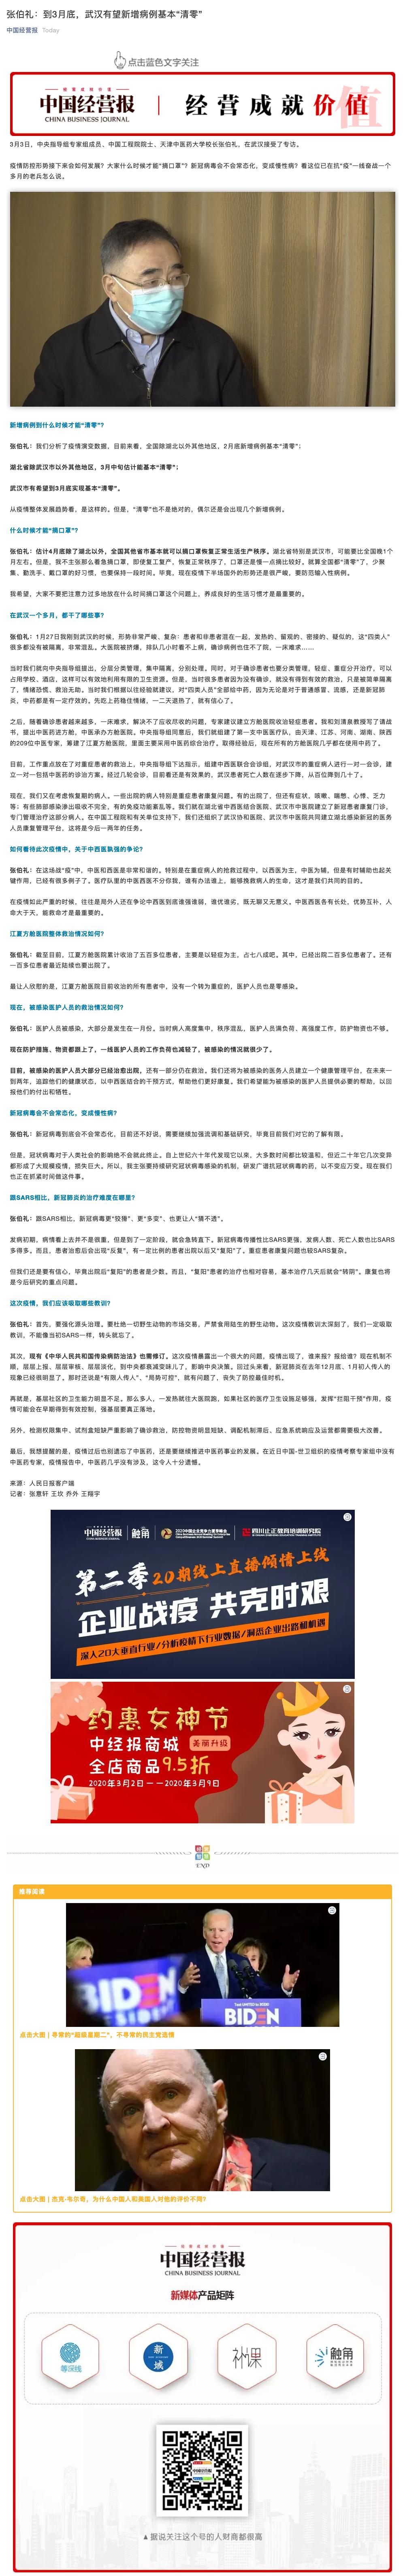 张伯礼：到3月底，武汉有望新增病例基本“清零”
中国经营报 Today
点击蓝色文字关注
中国经营报
CHINA BUSINESS JOURNAL
经营成就价值
3月3日，中央指导组专家组成员、中国工程院院士、天津中医药大学校长张伯礼，在武汉接受了专访。
疫情防控形势接下来会如何发展？大家什么时候才能“摘口罩”？新冠病毒会不会常态化，变成慢性病？看这位已在抗“疫”一线奋战一个
多月的老兵怎么说。
新增病例到什么时候才能“清零”？
张伯礼：我们分析了疫情演变数据，目前来看，全国除湖北以外其他地区，2月底新增病例基本“清零”；
湖北省除武汉市以外其他地区，3月中旬估计能基本“清零”；
武汉市有希望到3月底实现基本“清零”。
从疫情整体发展趋势看，是这样的。但是，“清零”也不是绝对的，偶尔还是会出现几个新增病例。
什么时候才能“摘口罩”？
张伯礼：估计4月底除了湖北以外，全国其他省市基本就可以摘口罩恢复正常生活生产秩序。湖北省特别是武汉市，可能要比全国晚1个
月左右。但是，我不主张那么着急摘口罩，即使复工复产，恢复正常秩序了，口罩还是慢一点摘比较好。就算全国都“清零”了，少聚
集、勤洗手、戴口罩的好习惯，也要保持一段时间。毕竟，现在疫情下半场国外的形势还是很严峻，要防范输入性病例。
我希望，大家不要把注意力过多地放在什么时间摘口罩这个问题上，养成良好的生活习惯才是最重要的。
在武汉一个多月，都干了哪些事？
张伯礼：1月27日我刚到武汉的时候，形势非常严峻、复杂：患者和非患者混在一起，发热的、留观的、密接的、疑似的，这“四类人”
很多都没有被隔离，非常混乱。大医院被挤爆，排队几小时看不上病，确诊病例也住不了院，一床难求……
当时我们就向中央指导组提出，分层分类管理，集中隔离，分别处理。同时，对于确诊患者也要分类管理，轻症、重症分开治疗，可以
占用学校、酒店，这样可以有效地利用有限的卫生资源。但是，当时很多患者因为没有确诊，就没有得到有效的救治，只是被简单隔离
了，情绪恐慌，救治无助，当时我们根据以往经验就建议，对“四类人员”全部给中药，因为无论是对于普通感冒、流感，还是新冠肺
炎，中药都是有一定疗效的。先吃上药稳住情绪，一二天退热了，就有信心了。
之后，随着确诊患者越来越多，一床难求，解决不了应收尽收的问题，专家建议建立方舱医院收治轻症患者。我和刘清泉教授写了请战
书，提出中医药进方舱，中医承办方舱医院。中央指导组同意后，我们就组建了第一支中医医疗队，由天津、江苏、河南、湖南、陕西
的209位中医专家，筹建了江夏方舱医院，里面主要采用中医药综合治疗。取得经验后，现在所有的方舱医院几乎都在使用中药了。
目前，工作重点放在了对重症患者的救治上，中央指导组下达指示，组建中西医联合会诊组，对武汉市的重症病人进行一对一会诊，建
立一对一包括中医药的诊治方案。经过几轮会诊，目前看还是有效果的，武汉患者死亡人数在逐步下降，从百位降到几十了。
现在，我们又在考虑恢复期的病人。一些出院的病人特别是重症患者康复问题。有的出院了，但还有症状，咳嗽、喘憋、心悸、乏力
等；有些肺部感染渗出吸收不完全，有的免疫功能紊乱等。我们就在湖北省中西医结合医院、武汉市中医院建立了新冠患者康复门诊，
专门管理治疗这部分病人。在中国工程院和有关单位支持下，我们还组织了武汉协和医院、武汉市中医院共同建立湖北感染新冠的医务
人员康复管理平台，这将是今后一两年的任务。
如何看待此次疫情中，关于中西医孰强的争论？
张伯礼：在这场战“疫”中，中医和西医是非常和谐的。特别是在重症病人的抢救过程中，以西医为主，中医为辅，但是有时辅助也起关
键作用，已经有很多例子了。医疗队里的中医西医不分你我，谁有办法谁上，能够挽救病人的生命，这才是我们共同的目的。
在疫情如此严重的时候，往往是局外人还在争论中西医到底谁强谁弱，谁优谁劣，既无聊又无意义。中医西医各有长处，优势互补，人
命大于天，能救命才是最重要的。
江夏方舱医院整体救治情况如何？
张伯礼：截至目前，江夏方舱医院累计收治了五百多位患者，主要是以轻症为主，占七八成吧。其中，已经出院二百多位患者了。还有
一百多位患者最近陆续也要出院了。
最让人欣慰的是，江夏方舱医院目前收治的所有患者中，没有一个转为重症的，医护人员也是零感染。
现在，被感染医护人员的救治情况如何？
张伯礼：医护人员被感染，大部分是发生在一月份。当时病人高度集中，秩序混乱，医护人员满负荷、高强度工作，防护物资也不够。
现在防护措施、物资都跟上了，一线医护人员的工作负荷也减轻了，被感染的情况就很少了。
目前，被感染的医护人员大部分已经治愈出院，还有一部分仍在救治。我们还将为被感染的医务人员建立一个健康管理平台，在未来一
到两年，追踪他们的健康状态，以中西医结合的干预方式，帮助他们更好康复。我们希望能为被感染的医护人员提供必要的帮助，以回
报他们的付出和牺牲。
新冠病毒会不会常态化，变成慢性病？
张伯礼：新冠病毒到底会不会常态化，目前还不好说，需要继续加强流调和基础研究，毕竟目前我们对它的了解有限。
但是，冠状病毒对于人类社会的影响绝不会就此终止。自上世纪六十年代发现它以来，大多数时间都比较温和，但近二十年它几次变异
都形成了大规模疫情，损失巨大。所以，我主张要持续研究冠状病毒感染的机制，研发广谱抗冠状病毒的药，以不变应万变。现在我们
也正在抓紧时间做这件事。
跟SARS相比，新冠肺炎的治疗难度在哪里？
张伯礼：跟SARS相比，新冠病毒更“狡猾”、更“多变”、也更让人“猜不透”。
发病初期，病情看上去并不是很重，但是到了一定阶段，就会急转直下。新冠病毒传播性比SARS更强，发病人数、死亡人数也比SARS
多得多。而且，患者治愈后会出现“反复”，有一定比例的患者出院以后又“复阳”了。重症患者康复问题也较SARS复杂。
但我们还是要有信心，毕竟出院后“复阳”的患者是少数。而且，“复阳”患者的治疗也相对容易，基本治疗几天后就会“转阴”。康复也将
是今后研究的重点问题。
这次疫情，我们应该吸取哪些教训？
张伯礼：首先，要强化源头治理。要杜绝一切野生动物的市场交易，严禁食用陆生的野生动物。这次疫情教训太深刻了，我们一定吸取
教训，不能像当初SARS一样，转头就忘了。
其次，现有《中华人民共和国传染病防治法》也需修订。这次疫情暴露出一个很大的问题，疫情出现了，谁来报？报给谁？现在机制不
顺，层层上报、层层审核、层层淡化，到中央都衰减变味儿了，影响中央决策。回过头来看，新冠肺炎在去年12月底、1月初人传人的
现象已经很明显了。那时还说是“有限人传人”、“局势可控”，就有问题了，丧失了防控最佳时机。
再就是，基层社区的卫生能力明显不足。那么多人，一发热就往大医院跑，如果社区的医疗卫生设施足够强，发挥“拦阻干预”作用，疫
情可能会在早期得到有效控制，强基层要真正落地。
另外，检测权限集中、试剂盒短缺严重影响了确诊救治，防控物资明显短缺、调配机制滞后，应急系统响应及运营都需要极大改善。
最后，我想提醒的是，疫情过后也别遗忘了中医药，还是要继续推进中医药事业的发展。在近日中国-世卫组织的疫情考察专家组中没有
中医药专家，疫情报告中，中医药几乎没有涉及，这令人十分遗憾。
来源：人民日报客户端
记者：张意轩 王玟 乔外 王翔宇
中国经营报
触角
四川止正教育培训研究院
第二季20期线上直播倾情上线
企业战疫 共克时艰
深入20大垂直行业/分析疫情下行业数据/洞悉企业出路和机遇
约惠女神节
中经报商城 美丽升级
全店商品9.5折
2020年3月2日——2020年3月9日
END
推荐阅读
BIDEN
BIDEN
点击大图 | 寻常的“超级星期二”，不寻常的民主党选情
点击大图 | 杰克·韦尔奇，为什么中国人和美国人对他的评价不同？
中国经营报
CHINA BUSINESS JOURNAL
新媒体产品矩阵
等深线
新域
补课
触角
▲据说关注这个号的人财商都很高